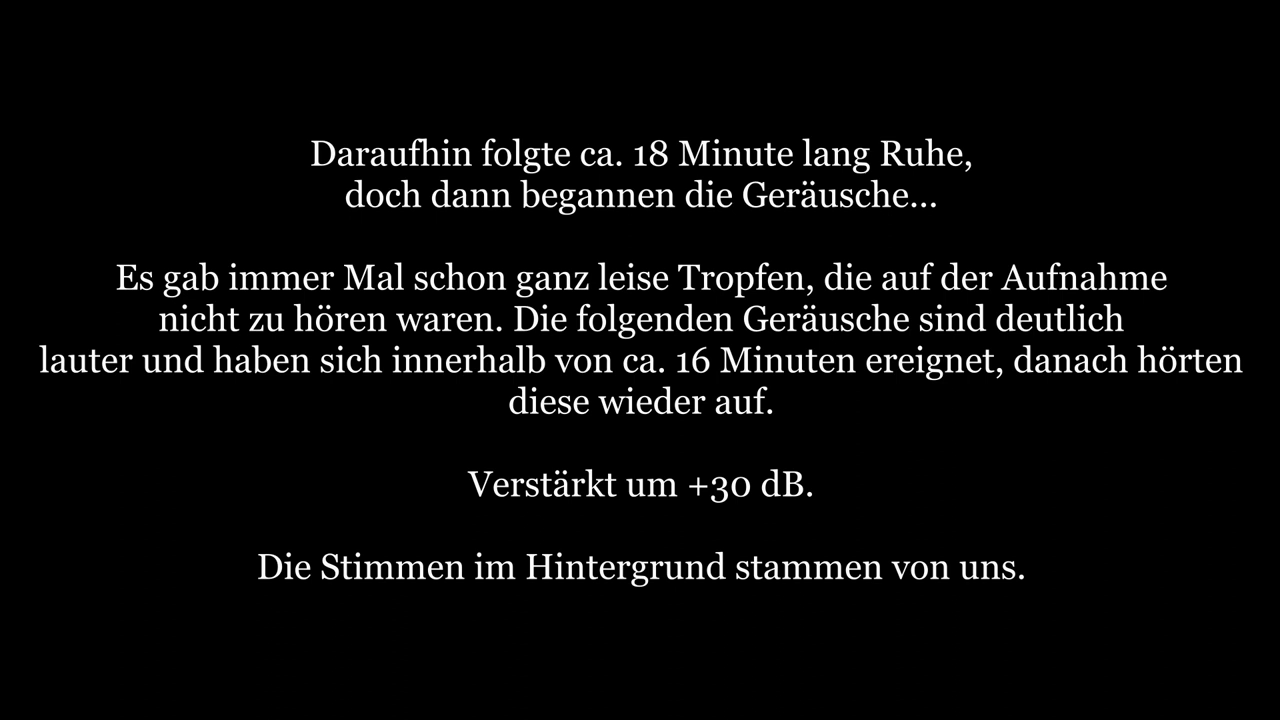 Daraufhin folgte ca. 18 Minute lang Ruhe,
doch dann begannen die Geräusche...
Es gab immer Mal schon ganz leise Tropfen, die auf der Aufnahme
nicht zu hören waren. Die folgenden Geräusche sind deutlich
lauter und haben sich innerhalb von ca. 16 Minuten ereignet, danach hörten
diese wieder auf.
Verstärkt um +30 dB.
Die Stimmen im Hintergrund stammen von uns.